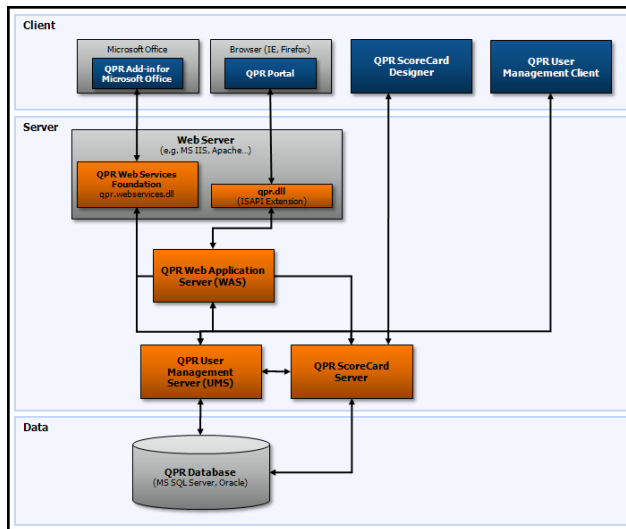 Client
Microsoft Office
QPR Add-in for
Microsoft Office
Browser (IE, Firefox)
QPR Portal
QPR ScoreCard
Designer
QPR User
Management Client
Server
Web Server
(e.g. MS IIS, Apache...)
QPR Web Services
Foundation
qpr.webservices.dll
qpr.dll
(ISAPI Extension)
QPR Web Application
Server (WAS)
QPR User
Management
Server (UMS)
QPR ScoreCard
Server
Data
QPR Database
(MS SQL Server, Oracle)